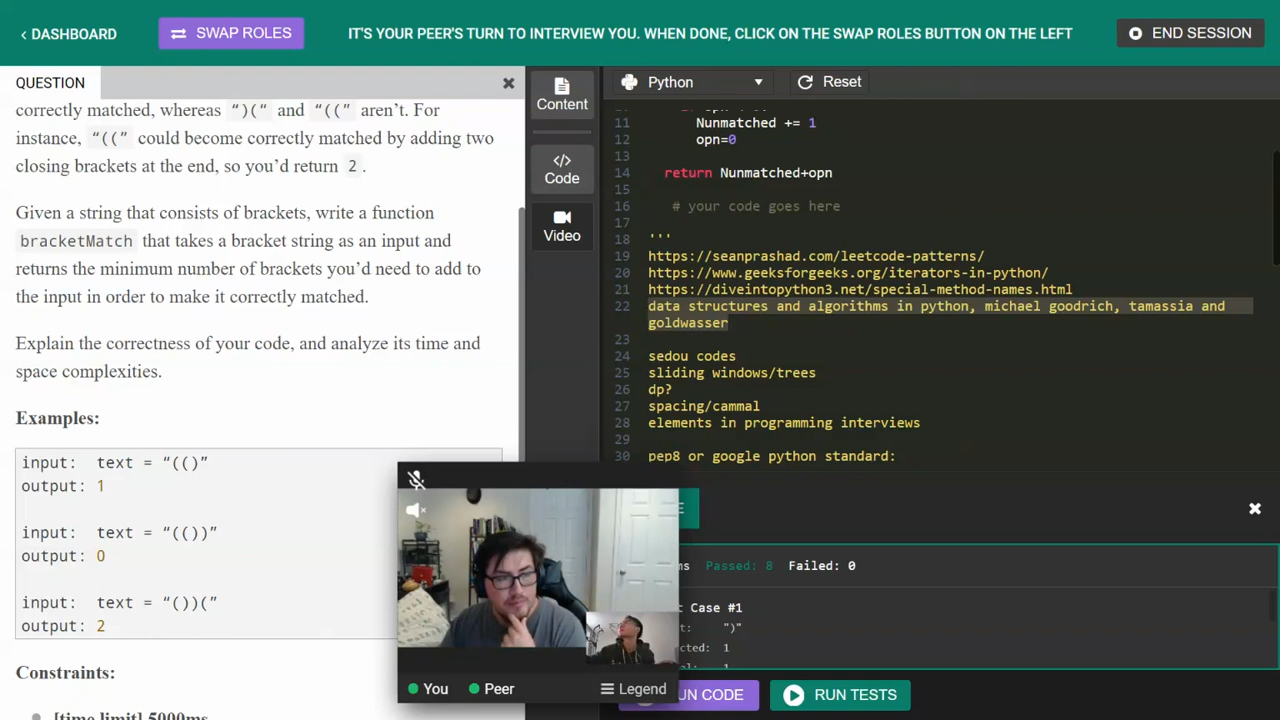 DASHBOARD
SWAP ROLES
IT'S YOUR PEER'S TURN TO INTERVIEW YOU. WHEN DONE, CLICK ON THE SWAP ROLES BUTTON ON THE LEFT
END SESSION
QUESTION
correctly matched, whereas “)(“ and “((” aren’t. For
instance, “((” could become correctly matched by adding two
closing brackets at the end, so you’d return 2.
Given a string that consists of brackets, write a function
bracketMatch that takes a bracket string as an input and
returns the minimum number of brackets you’d need to add to
the input in order to make it correctly matched.
Explain the correctness of your code, and analyze its time and
space complexities.
Examples:
input: text = “(()”
output: 1
input: text = “(())”
output: 0
input: text = “())(”
output: 2
Constraints:
[time limit] 5000ms
Content
Code
Video
Python
Reset
11 Nunmatched += 1
12 opn=0
13
14 return Nunmatched+opn
15
16 # your code goes here
17
18 '''
19 https://seanprashad.com/leetcode-patterns/
20 https://www.geeksforgeeks.org/iterators-in-python/
21 https://diveintopython3.net/special-method-names.html
22 data structures and algorithms in python, michael goodrich, tamassia and
goldwasser
23
24 sedou codes
25 sliding windows/trees
26 dp?
27 spacing/cammal
28 elements in programming interviews
29
30 pep8 or google python standard:
ms Passed: 8 Failed: 0
Case #1
")"
1
You
Peer
Legend
CODE
RUN TESTS